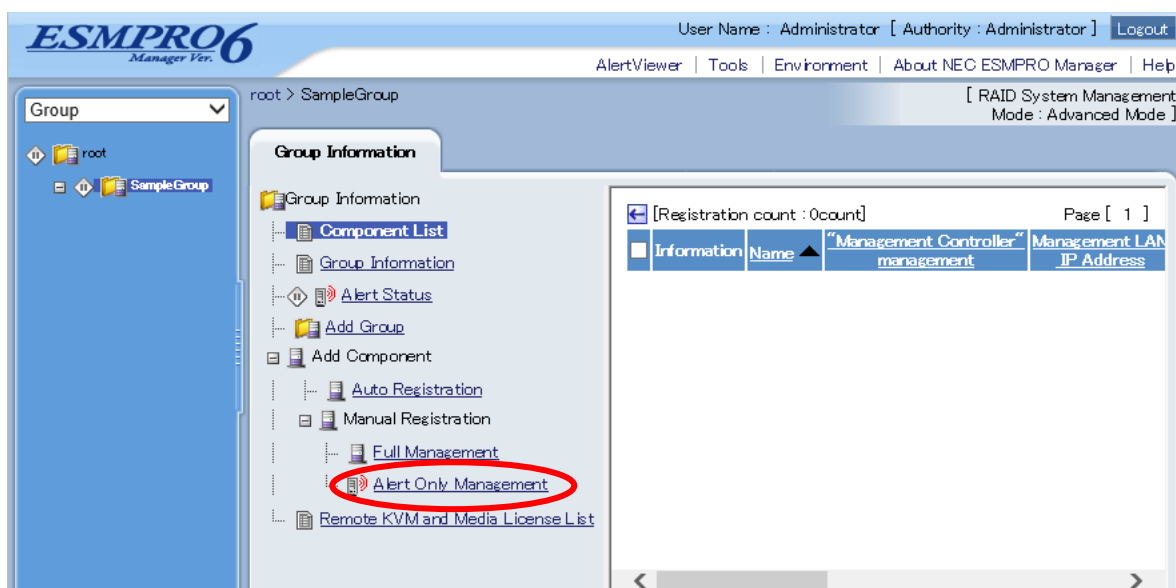 ESMPRO6
Manager Ver.
User Name : Administrator [ Authority : Administrator ] Logout
AlertViewer | Tools | Environment | About NEC ESMPRO Manager | Help
Group
root
SampleGroup
root > SampleGroup
[ RAID System Management
Mode : Advanced Mode ]
Group Information
Group Information
Component List
Group Information
Alert Status
Add Group
Add Component
Auto Registration
Manual Registration
Full Management
Alert Only Management
Remote KVM and Media License List
[Registration count : 0count] Page [ 1 ]
Information Name ▲ "Management Controller" management Management LAN IP Address